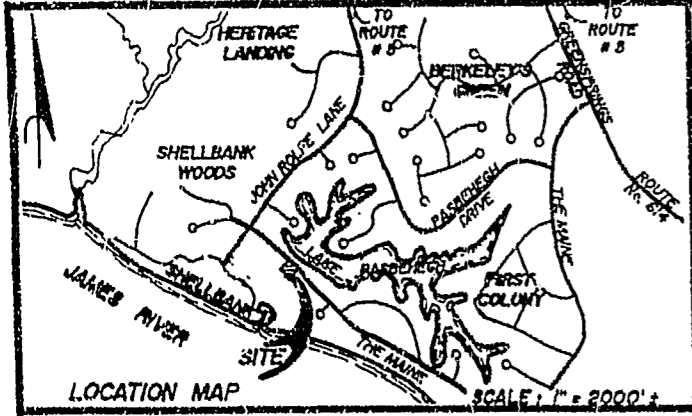 HERITAGE
LANDING
TO
ROUTE
# 5
TO
ROUTE
# 5
BERKELEY'S
GREEN
GREENSPRINGS
ROAD
SHELLBANK
WOODS
JOHN ROLFE LANE
PASBEHEGH
DRIVE
THE MAINE
ROUTE
No. 614
LAKE PASBEHEGH
FIRST
COLONY
SHELLBANK
JAMES RIVER
SITE
THE MAINE
LOCATION MAP
SCALE: 1" = 2000' ±